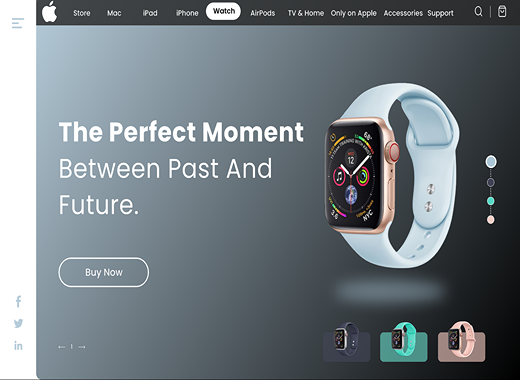 Store Mac iPad iPhone Watch AirPods TV & Home Only on Apple Accessories Support
The Perfect Moment
Between Past And
Future.
Buy Now
1